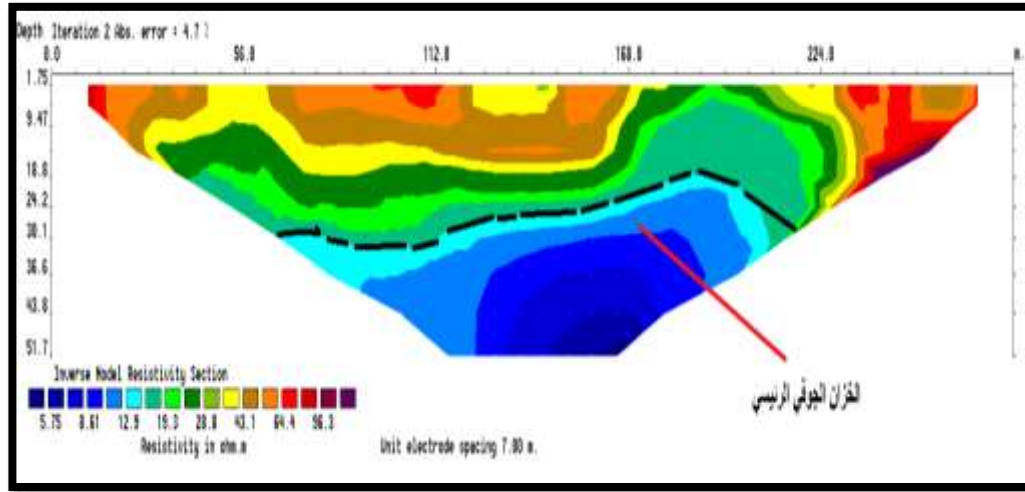 Depth Iteration 2 Abs. error = 4.7 %
0.0 56.0 112.0 168.0 224.0 m.
1.75
9.47
18.8
24.2
30.1
36.6
43.8
51.7
Inverse Model Resistivity Section
5.75 8.61 12.9 19.3 28.8 43.1 64.4 96.3
Resistivity in ohm.m
Unit electrode spacing 7.00 m.
الخزان الجوفي الرئيسي